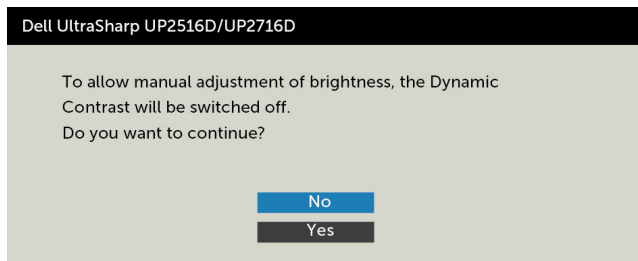 Dell UltraSharp UP2516D/UP2716D
To allow manual adjustment of brightness, the Dynamic
Contrast will be switched off.
Do you want to continue?
No
Yes